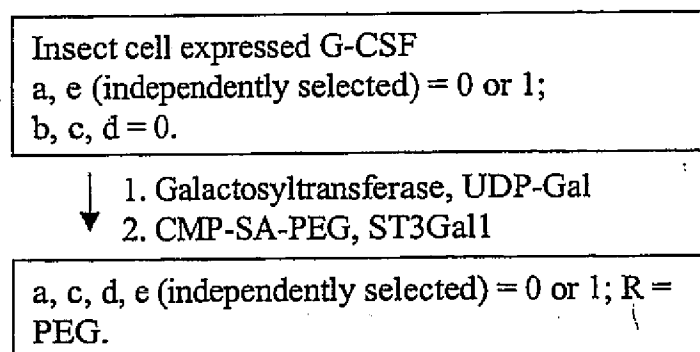 Insect cell expressed G-CSF
a, e (independently selected) = 0 or 1;
b, c, d = 0.
1. Galactosyltransferase, UDP-Gal
2. CMP-SA-PEG, ST3Gal1
a, c, d, e (independently selected) = 0 or 1; R =
PEG.